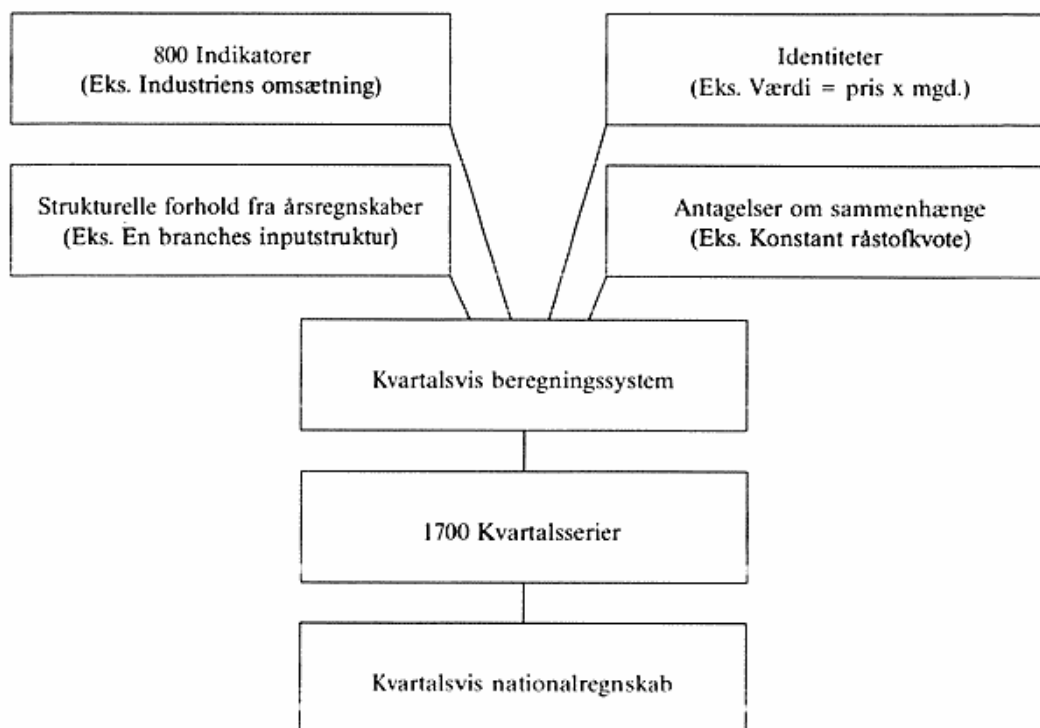 800 Indikatorer
(Eks. Industriens omsætning)
Identiteter
(Eks. Værdi = pris x mgd.)
Strukturelle forhold fra årsregnskaber
(Eks. En branches inputstruktur)
Antagelser om sammenhænge
(Eks. Konstant råstofkvote)
Kvartalsvis beregningssystem
1700 Kvartalsserier
Kvartalsvis nationalregnskab